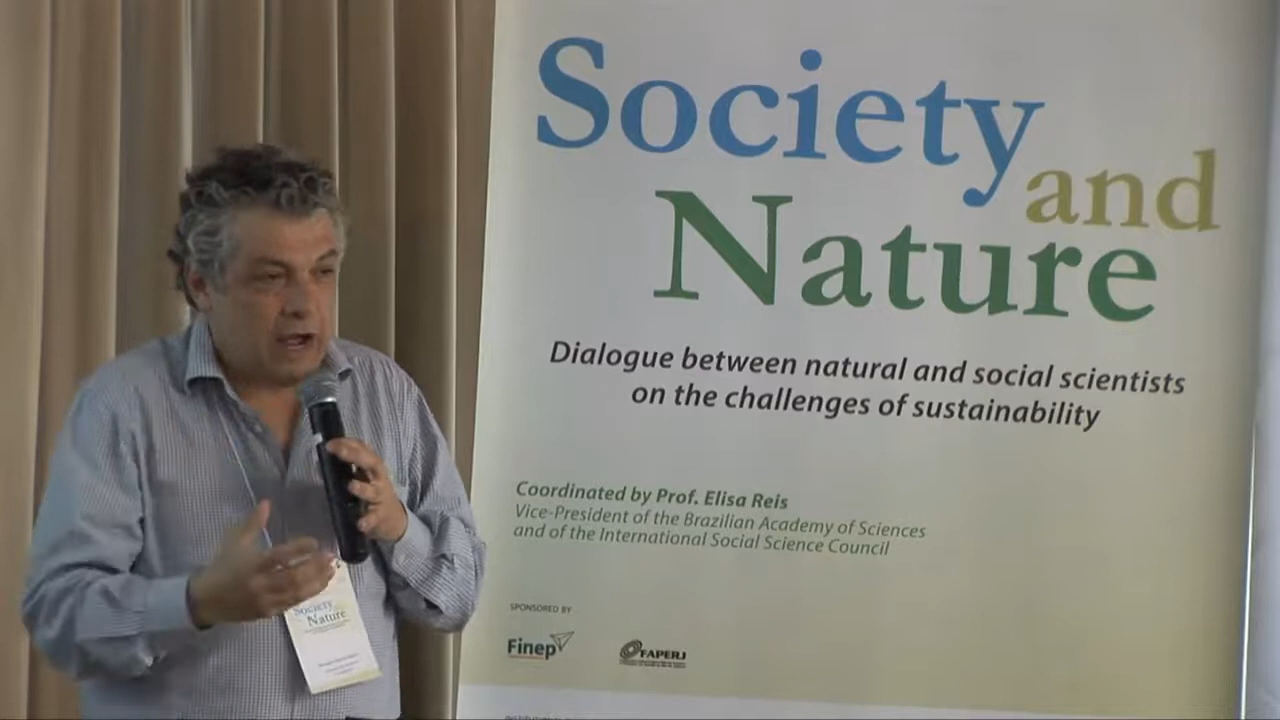 Society
and
Nature
Dialogue between natural and social scientists
on the challenges of sustainability
Coordinated by Prof. Elisa Reis
Vice-President of the Brazilian Academy of Sciences
and of the International Social Science Council
SPONSORED BY
Finep
FAPERJ
Society
Nature